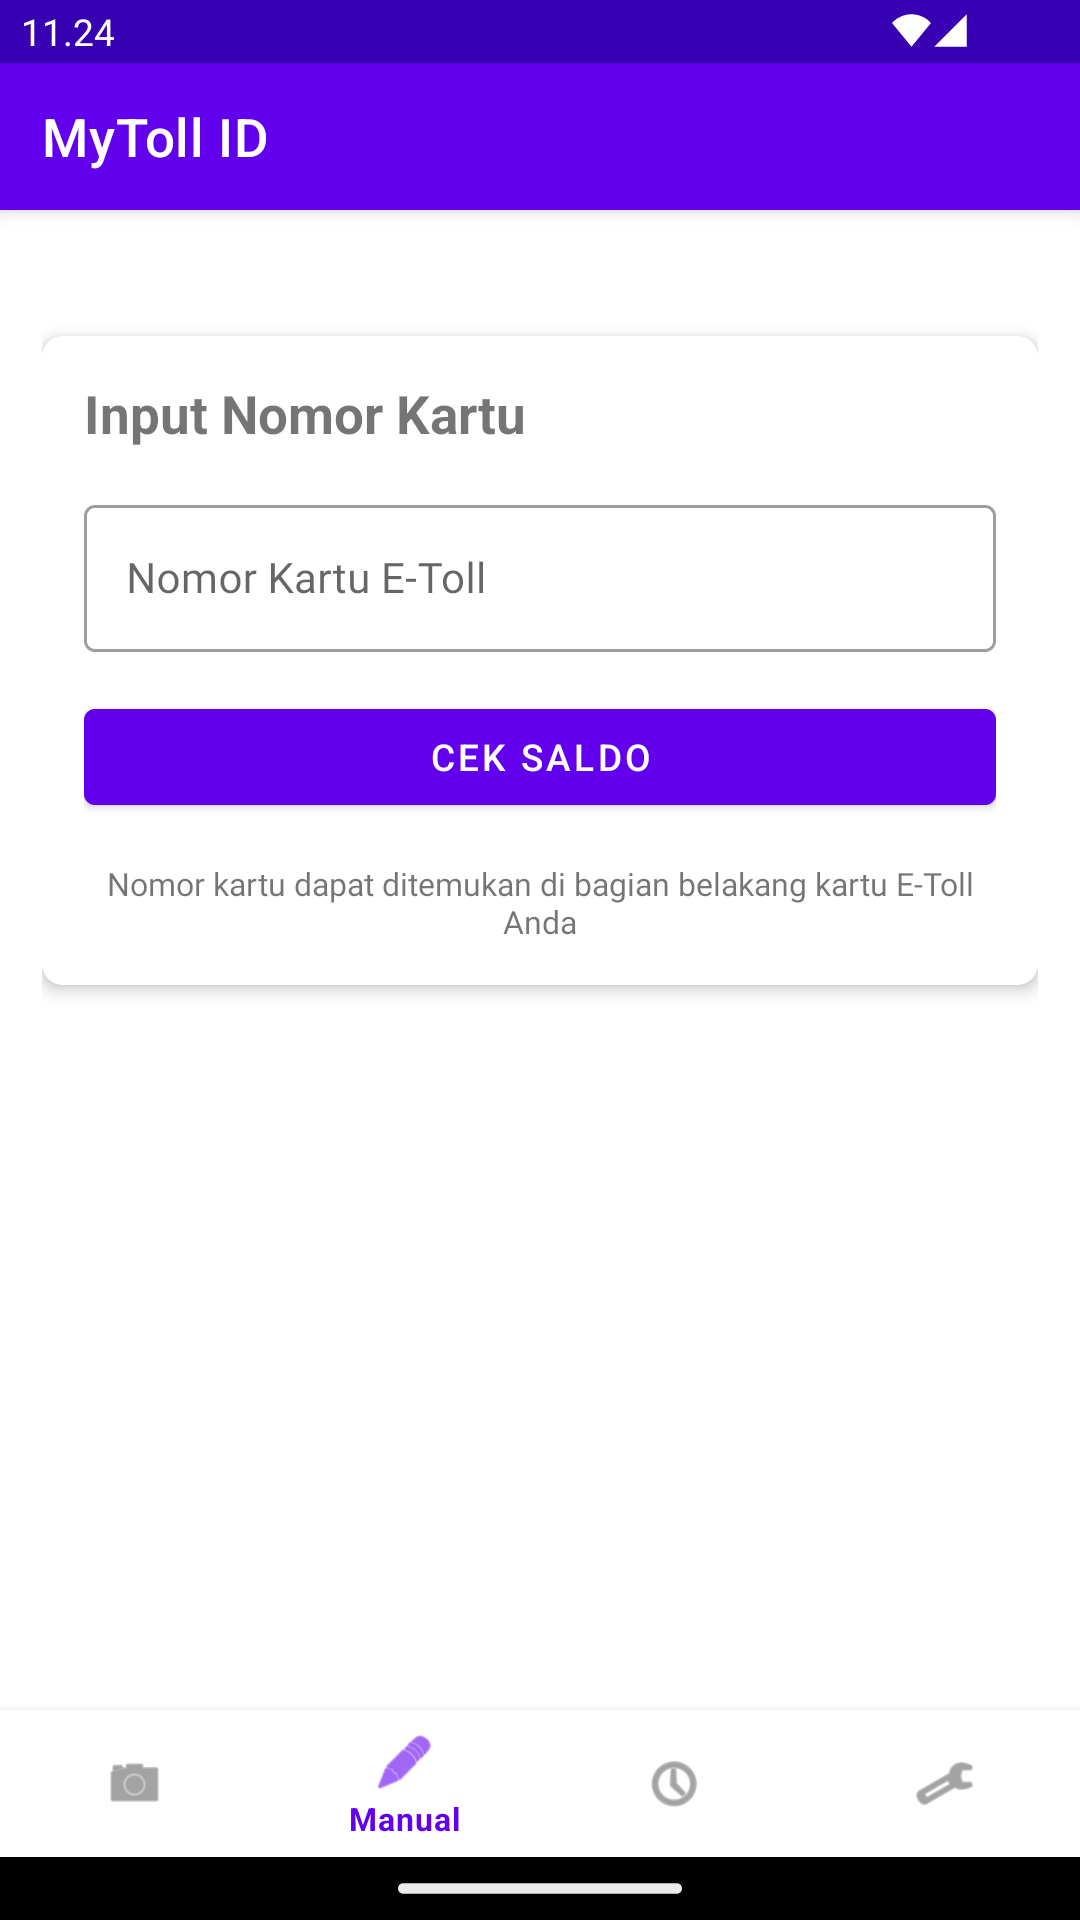 11.24
MyToll ID
Input Nomor Kartu
Nomor Kartu E-Toll
CEK SALDO
Nomor kartu dapat ditemukan di bagian belakang kartu E-Toll
Anda
Manual